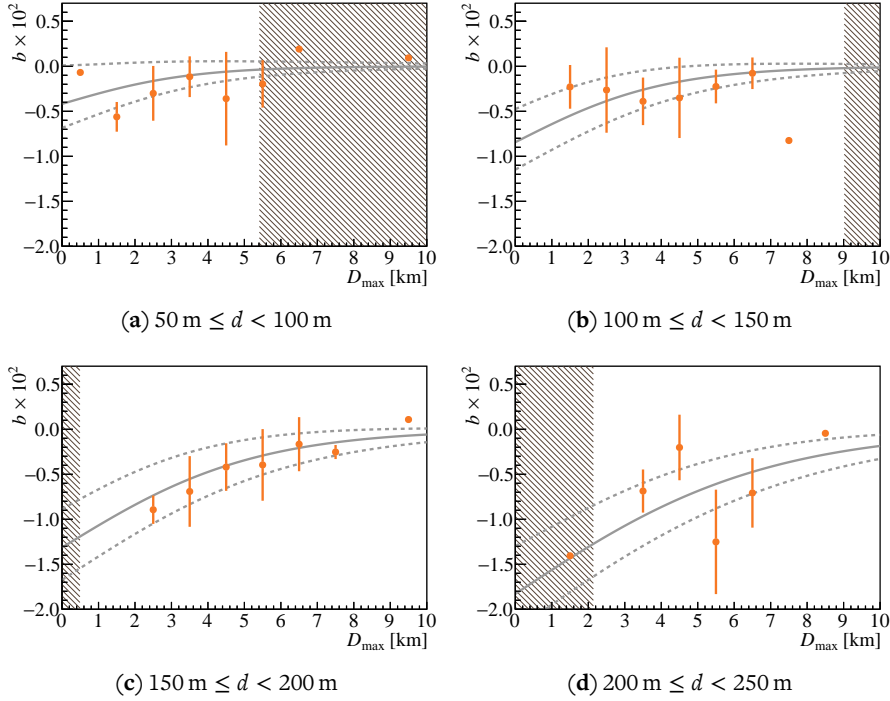 b × 10²
0.5
0.0
−0.5
−1.0
−1.5
−2.0
0 1 2 3 4 5 6 7 8 9 10
D_max [km]
(a) 50 m ≤ d < 100 m
b × 10²
0.5
0.0
−0.5
−1.0
−1.5
−2.0
0 1 2 3 4 5 6 7 8 9 10
D_max [km]
(b) 100 m ≤ d < 150 m
b × 10²
0.5
0.0
−0.5
−1.0
−1.5
−2.0
0 1 2 3 4 5 6 7 8 9 10
D_max [km]
(c) 150 m ≤ d < 200 m
b × 10²
0.5
0.0
−0.5
−1.0
−1.5
−2.0
0 1 2 3 4 5 6 7 8 9 10
D_max [km]
(d) 200 m ≤ d < 250 m